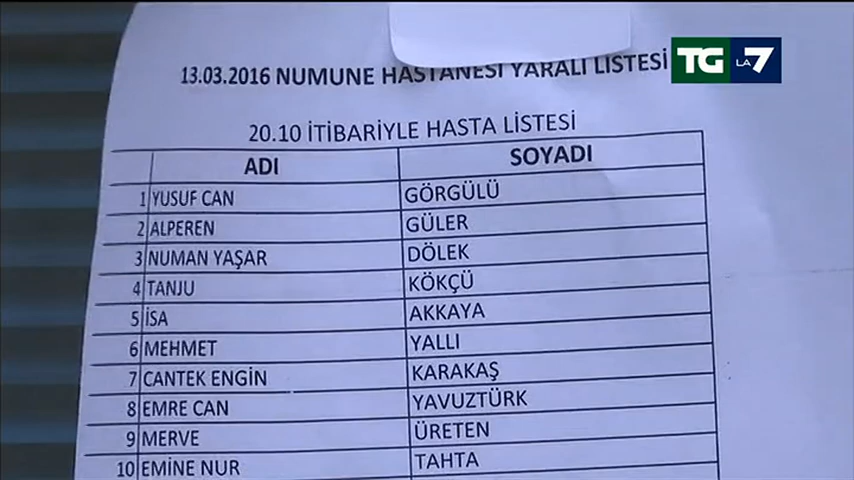 13.03.2016 NUMUNE HASTANESİ YARALI LİSTESİ
TG LA 7
20.10 İTİBARİYLE HASTA LİSTESİ
ADI SOYADI
1 YUSUF CAN GÖRGÜLÜ
2 ALPEREN GÜLER
3 NUMAN YAŞAR DÖLEK
4 TANJU KÖKÇÜ
5 İSA AKKAYA
6 MEHMET YALLI
7 CANTEK ENGİN KARAKAŞ
8 EMRE CAN YAVUZTÜRK
9 MERVE ÜRETEN
10 EMİNE NUR TAHTA